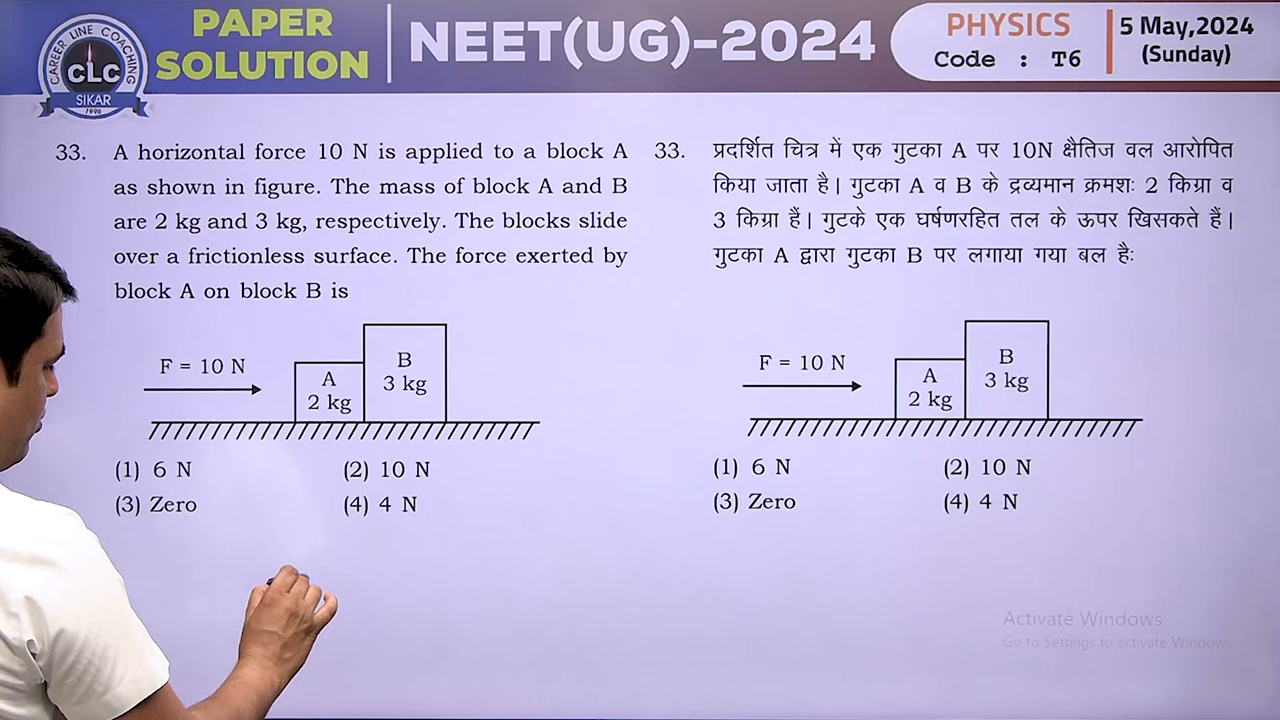 CAREER LINE COACHING
CLC
SIKAR
1996
PAPER
SOLUTION
NEET(UG)-2024
PHYSICS
Code : T6
5 May,2024
(Sunday)
33. A horizontal force 10 N is applied to a block A
as shown in figure. The mass of block A and B
are 2 kg and 3 kg, respectively. The blocks slide
over a frictionless surface. The force exerted by
block A on block B is
F = 10 N
A
2 kg
B
3 kg
(1) 6 N (2) 10 N
(3) Zero (4) 4 N
33. प्रदर्शित चित्र में एक गुटका A पर 10N क्षैतिज वल आरोपित
किया जाता है। गुटका A व B के द्रव्यमान क्रमशः 2 किग्रा व
3 किग्रा हैं। गुटके एक घर्षणरहित तल के ऊपर खिसकते हैं।
गुटका A द्वारा गुटका B पर लगाया गया बल हैः
F = 10 N
A
2 kg
B
3 kg
(1) 6 N (2) 10 N
(3) Zero (4) 4 N
Activate Windows
Go to Settings to activate Windows.